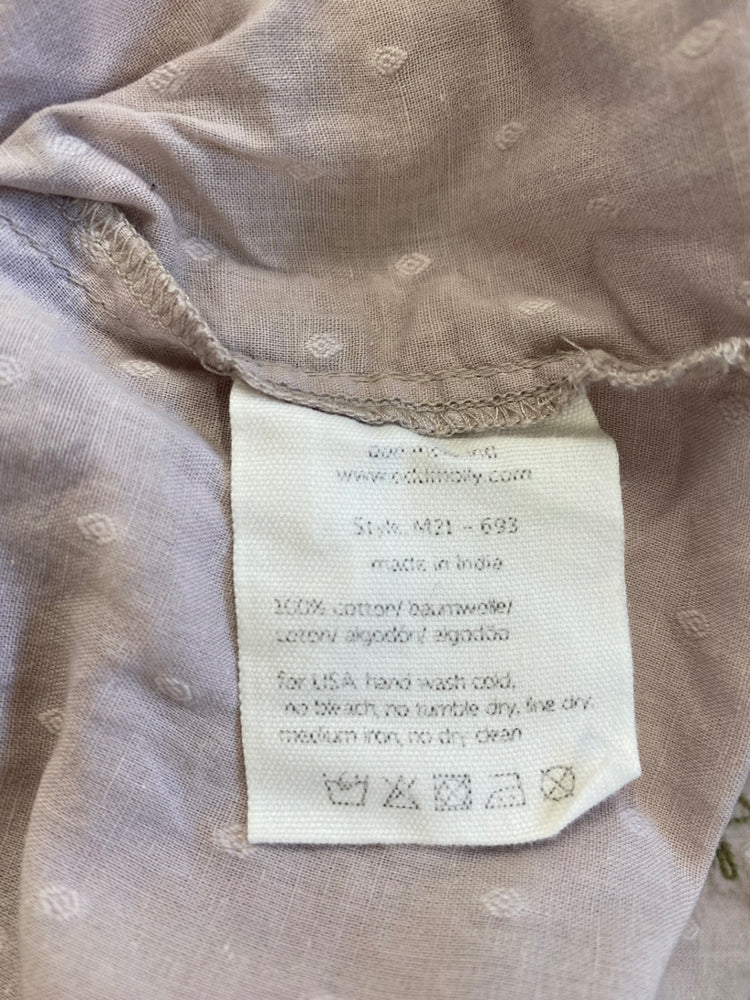 www.oddmolly.com
Style: M21 - 693
made in India
100% cotton/ baumwolle/
coton/ algodón/ algodão
for USA: hand wash cold,
no bleach, no tumble dry, line dry,
medium iron, no dry clean